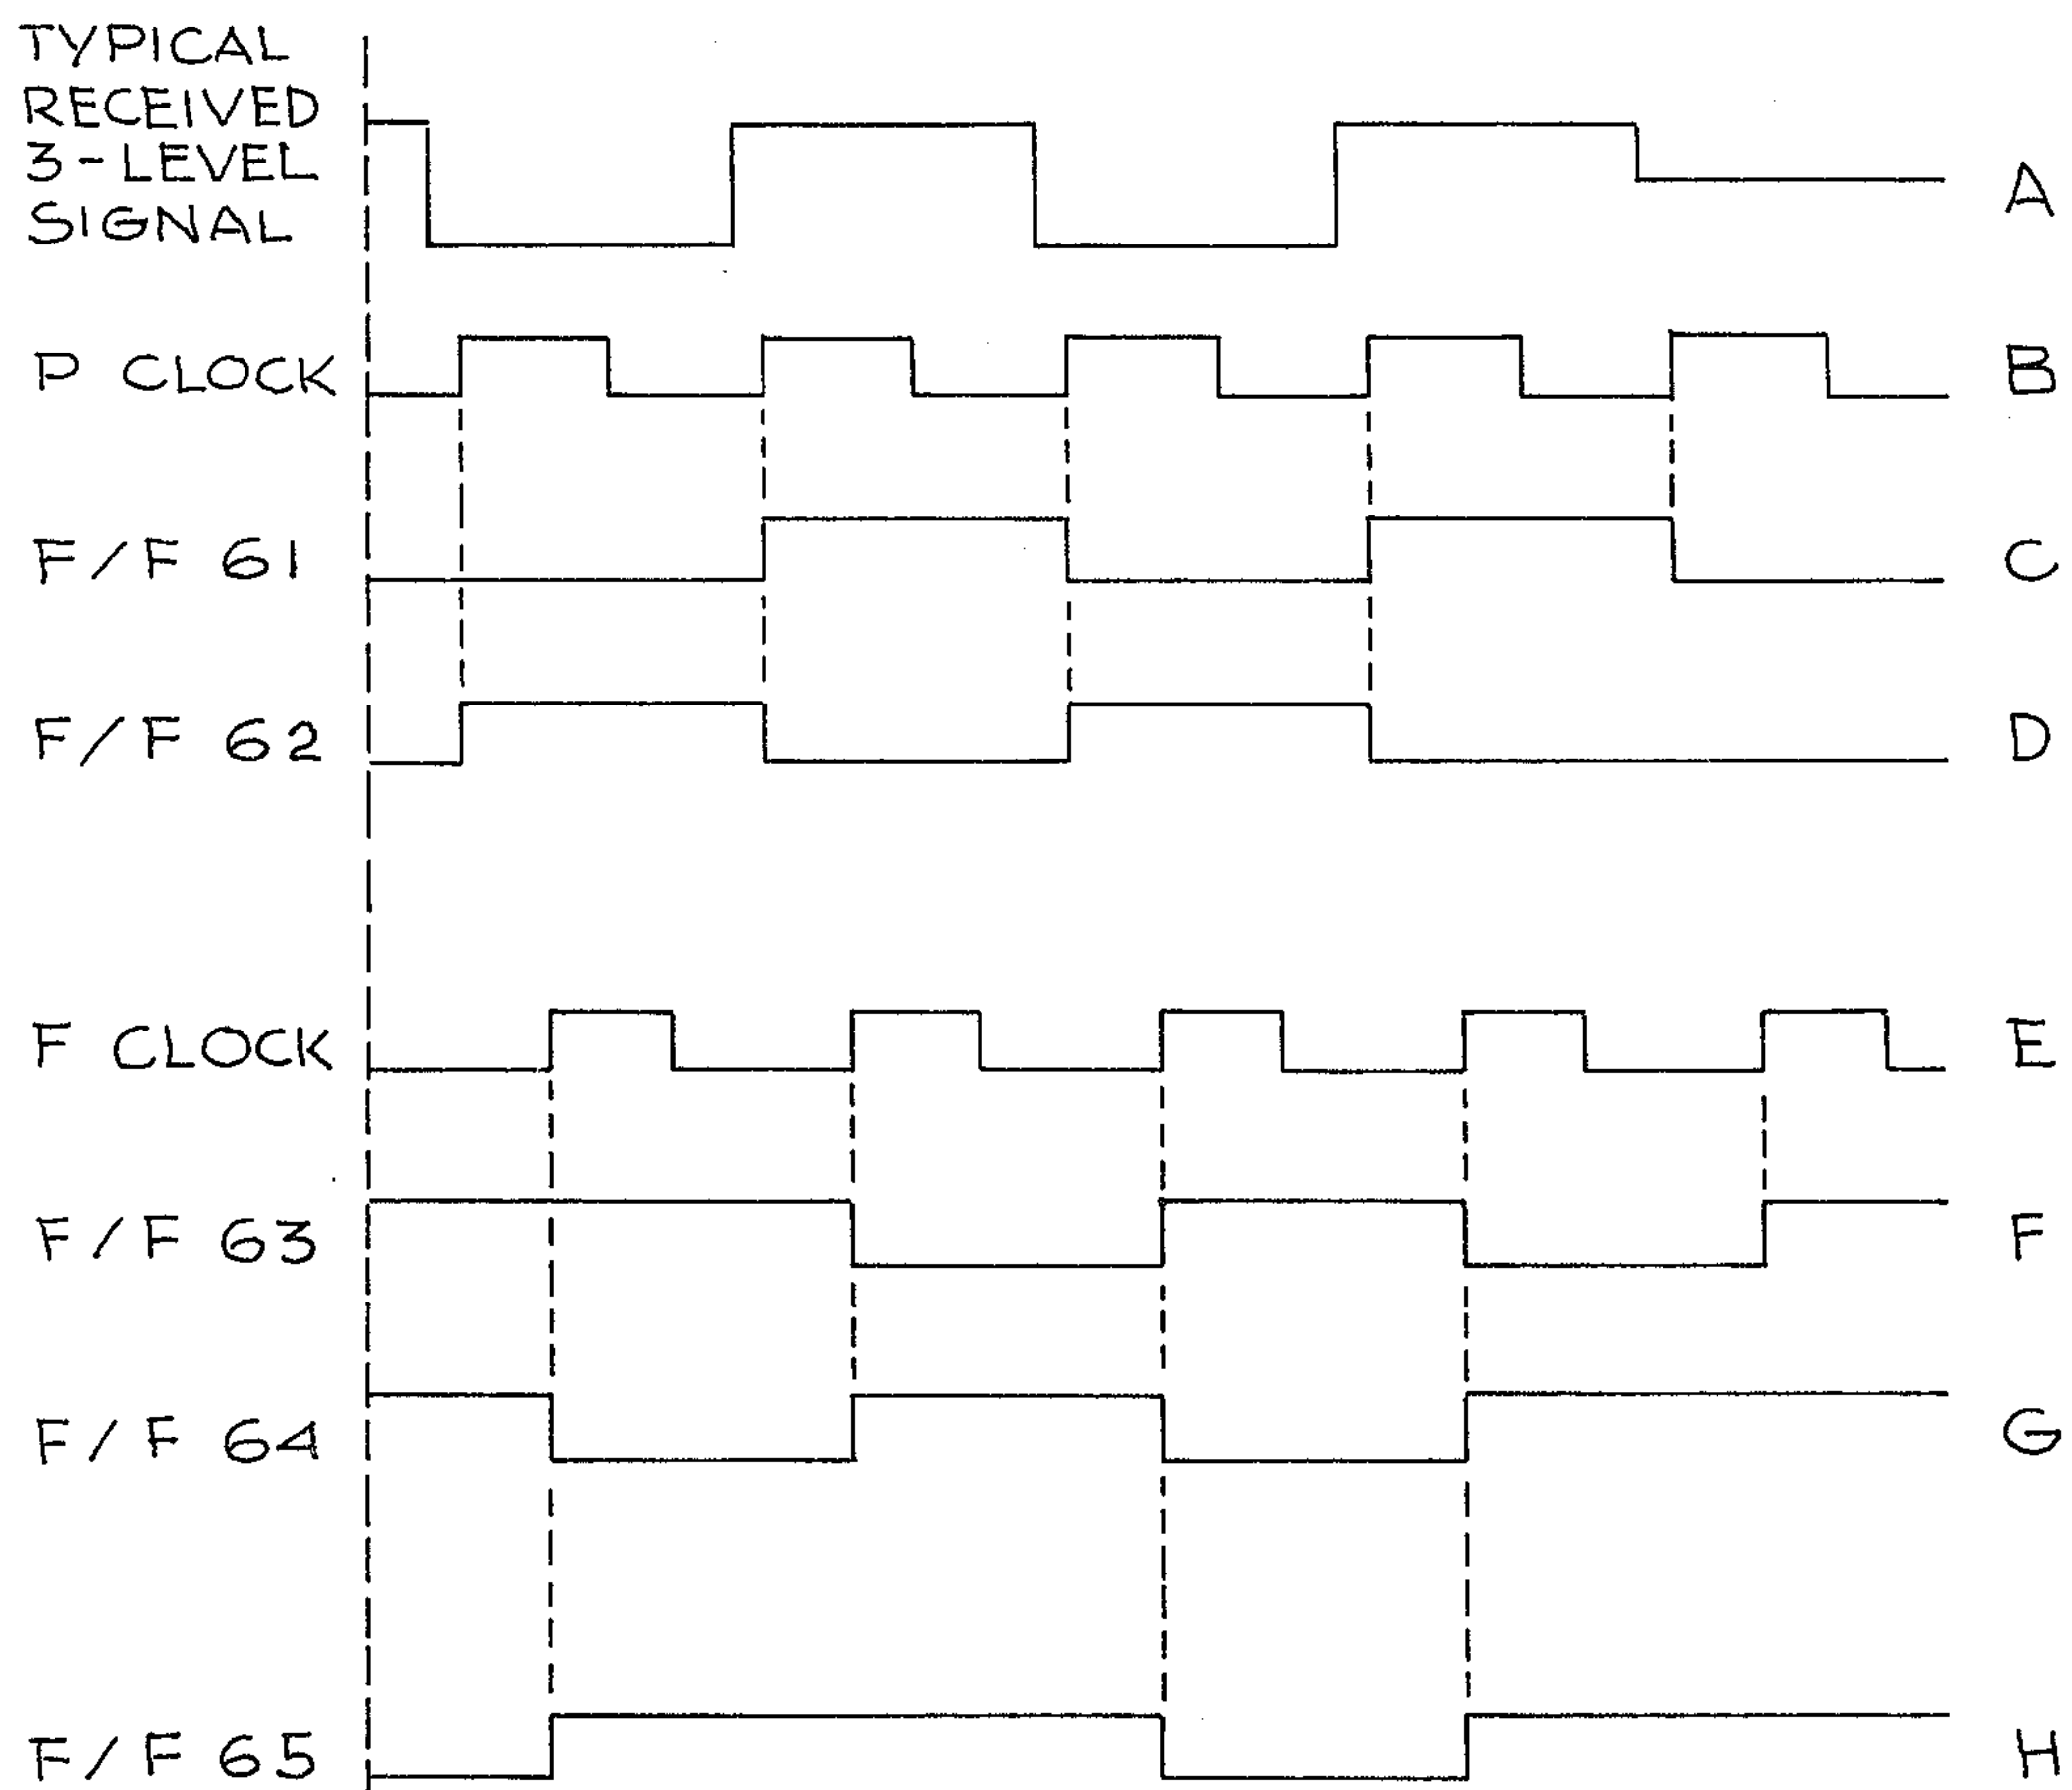 TYPICAL
RECEIVED
3-LEVEL
SIGNAL
A
P CLOCK
B
F/F 61
C
F/F 62
D
F CLOCK
E
F/F 63
F
F/F 64
G
F/F 65
H